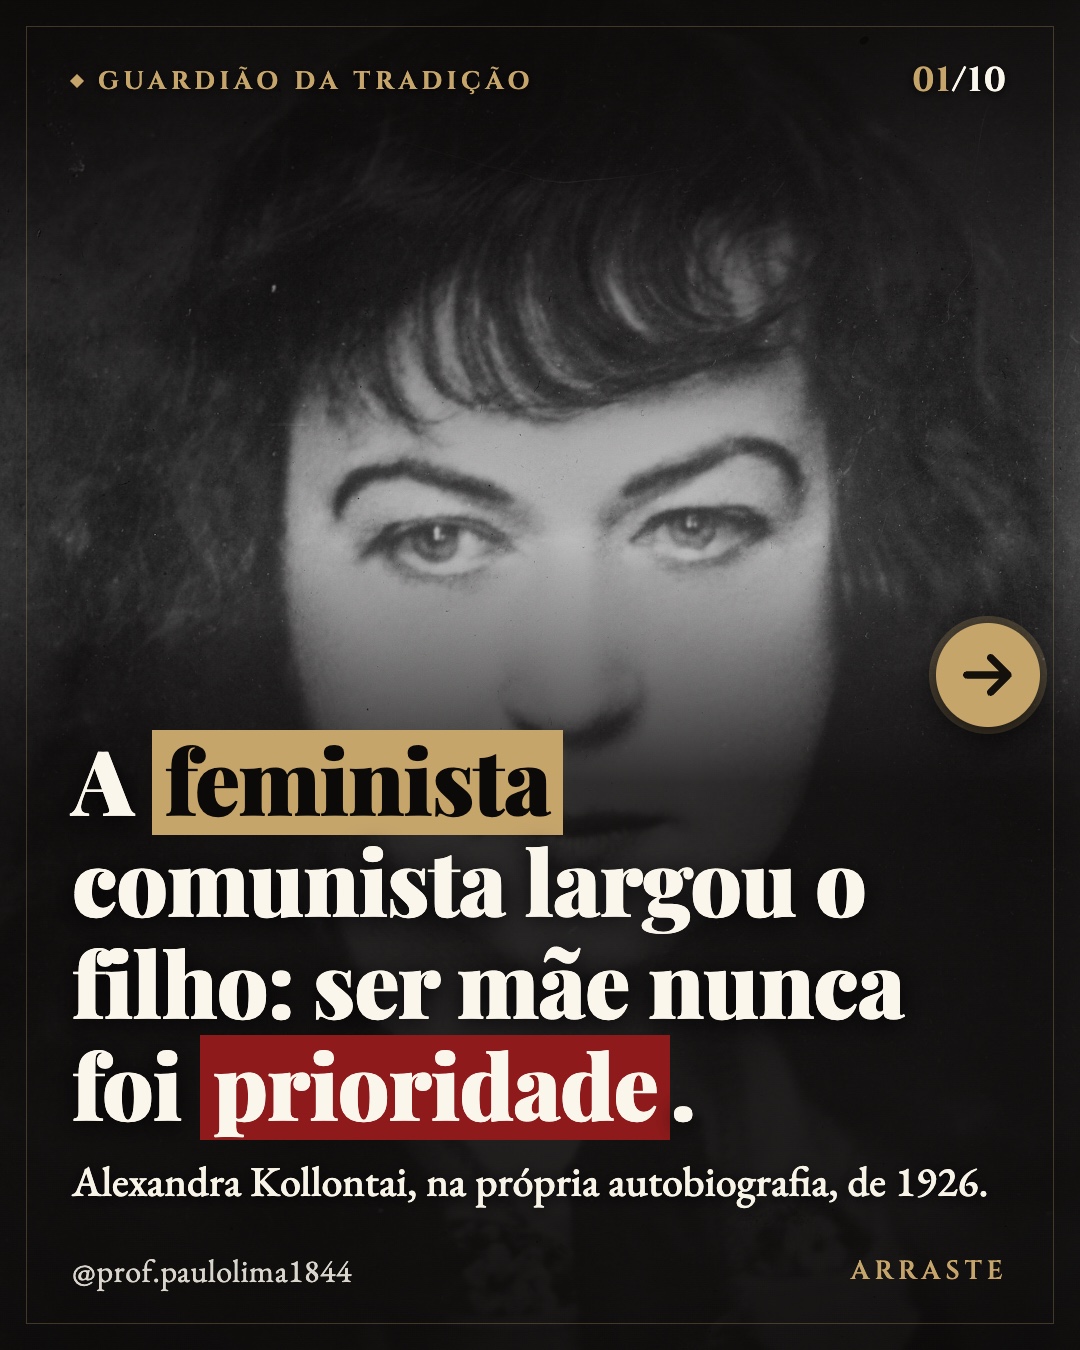 GUARDIÃO DA TRADIÇÃO
01/10
A feminista
comunista largou o
filho: ser mãe nunca
foi prioridade.
Alexandra Kollontai, na própria autobiografia, de 1926.
@prof.paulolima1844
ARRASTE